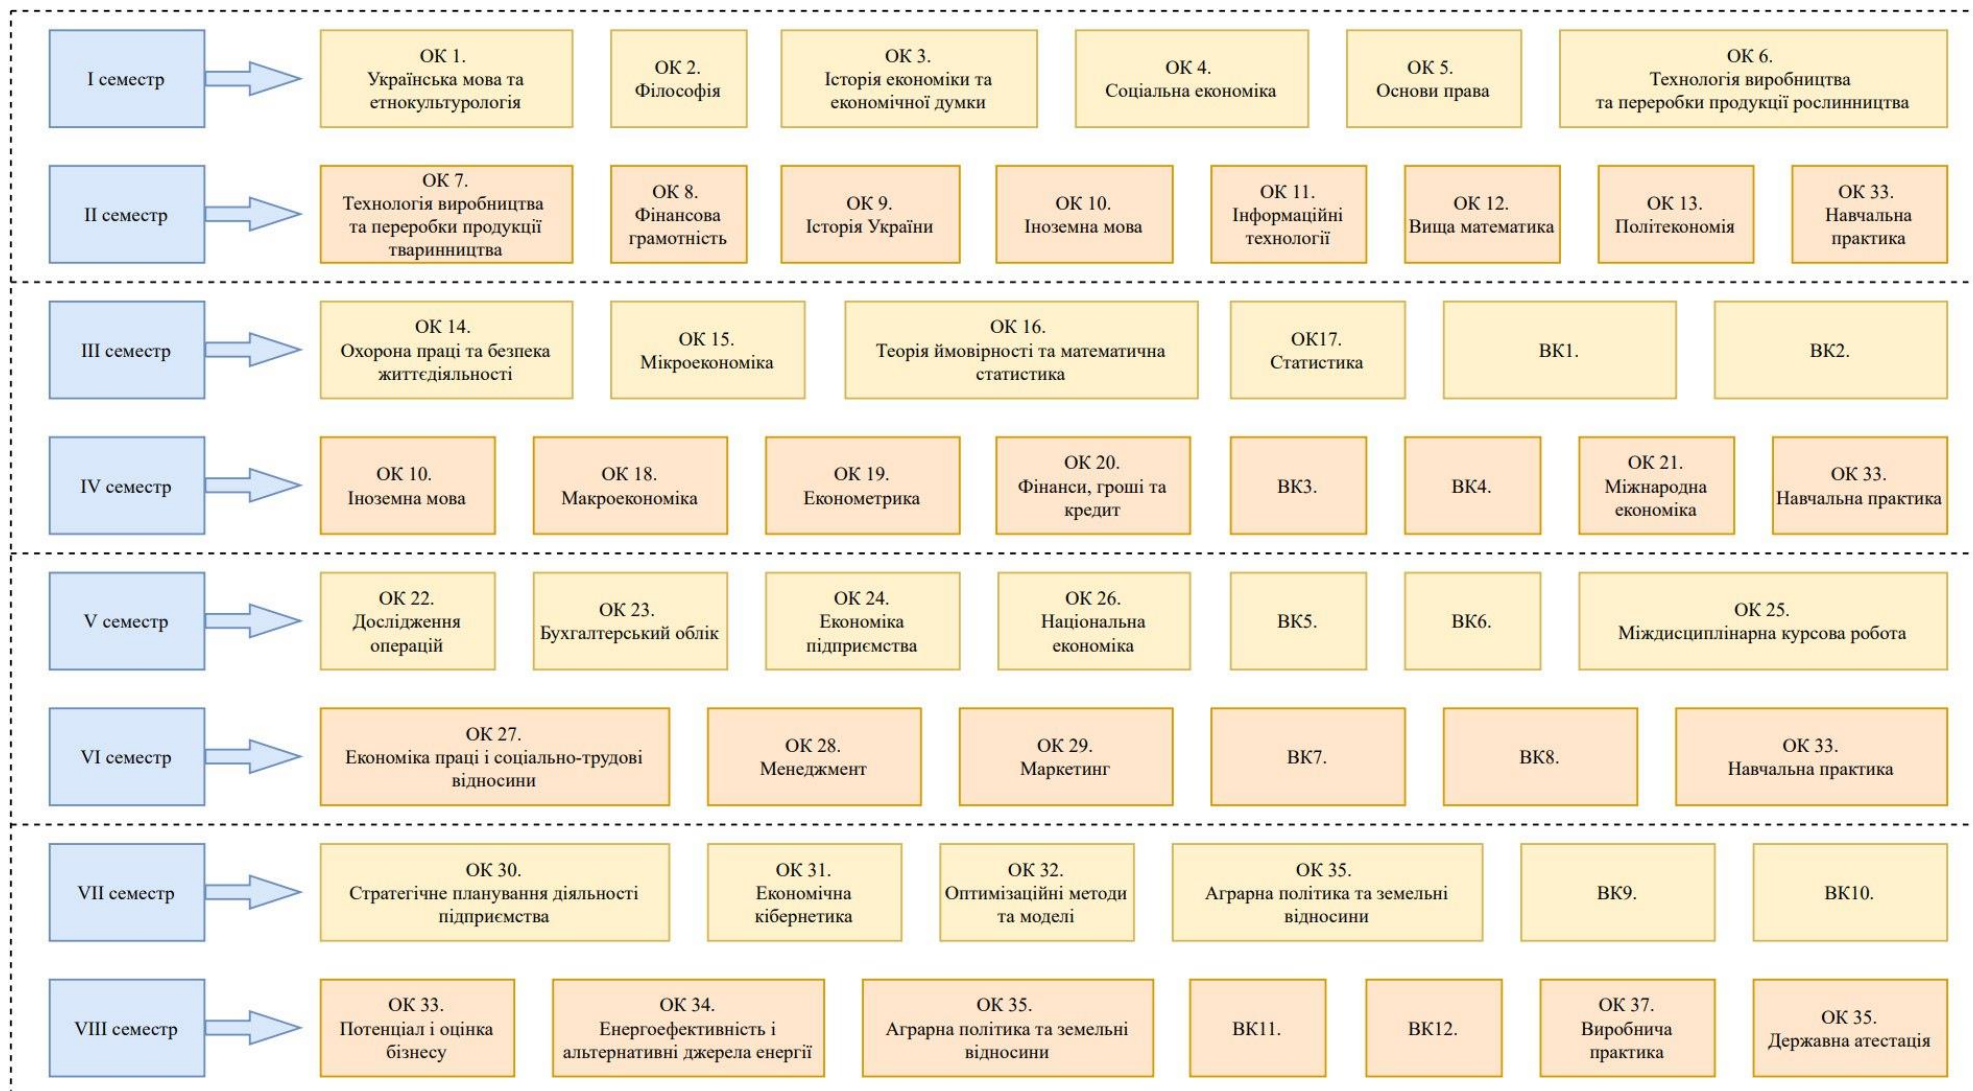 I семестр
ОК 1.
Українська мова та
етнокультурологія
ОК 2.
Філософія
ОК 3.
Історія економіки та
економічної думки
ОК 4.
Соціальна економіка
ОК 5.
Основи права
ОК 6.
Технологія виробництва
та переробки продукції рослинництва
II семестр
ОК 7.
Технологія виробництва
та переробки продукції
тваринництва
ОК 8.
Фінансова
грамотність
ОК 9.
Історія України
ОК 10.
Іноземна мова
ОК 11.
Інформаційні
технології
ОК 12.
Вища математика
ОК 13.
Політекономія
ОК 33.
Навчальна
практика
III семестр
ОК 14.
Охорона праці та безпека
життєдіяльності
ОК 15.
Мікроекономіка
ОК 16.
Теорія ймовірності та математична
статистика
ОК17.
Статистика
ВК1.
ВК2.
IV семестр
ОК 10.
Іноземна мова
ОК 18.
Макроекономіка
ОК 19.
Економетрика
ОК 20.
Фінанси, гроші та
кредит
ВК3.
ВК4.
ОК 21.
Міжнародна
економіка
ОК 33.
Навчальна практика
V семестр
ОК 22.
Дослідження
операцій
ОК 23.
Бухгалтерський облік
ОК 24.
Економіка
підприємства
ОК 26.
Національна
економіка
ВК5.
ВК6.
ОК 25.
Міждисциплінарна курсова робота
VI семестр
ОК 27.
Економіка праці і соціально-трудові
відносини
ОК 28.
Менеджмент
ОК 29.
Маркетинг
ВК7.
ВК8.
ОК 33.
Навчальна практика
VII семестр
ОК 30.
Стратегічне планування діяльності
підприємства
ОК 31.
Економічна
кібернетика
ОК 32.
Оптимізаційні методи
та моделі
ОК 35.
Аграрна політика та земельні
відносини
ВК9.
ВК10.
VIII семестр
ОК 33.
Потенціал і оцінка
бізнесу
ОК 34.
Енергоефективність і
альтернативні джерела енергії
ОК 35.
Аграрна політика та земельні
відносини
ВК11.
ВК12.
ОК 37.
Виробнича
практика
ОК 35.
Державна атестація